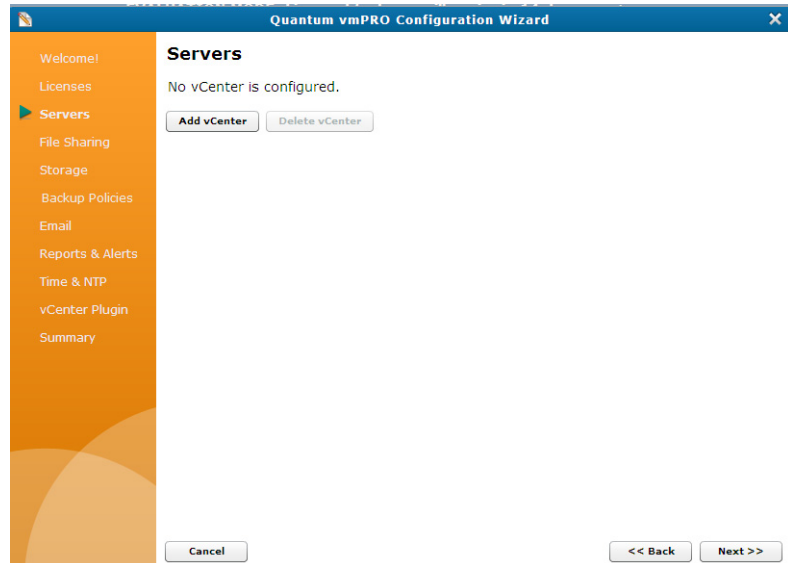 Quantum vmPRO Configuration Wizard
Welcome!
Licenses
Servers
File Sharing
Storage
Backup Policies
Email
Reports & Alerts
Time & NTP
vCenter Plugin
Summary
Servers
No vCenter is configured.
Add vCenter Delete vCenter
Cancel << Back Next >>